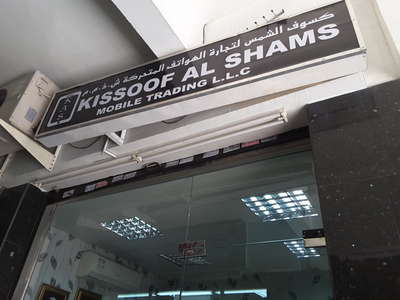 كسوف الشمس لتجارة الهواتف المتحركة ش.ذ.م.م
KISSOOF AL SHAMS
MOBILE TRADING L.L.C